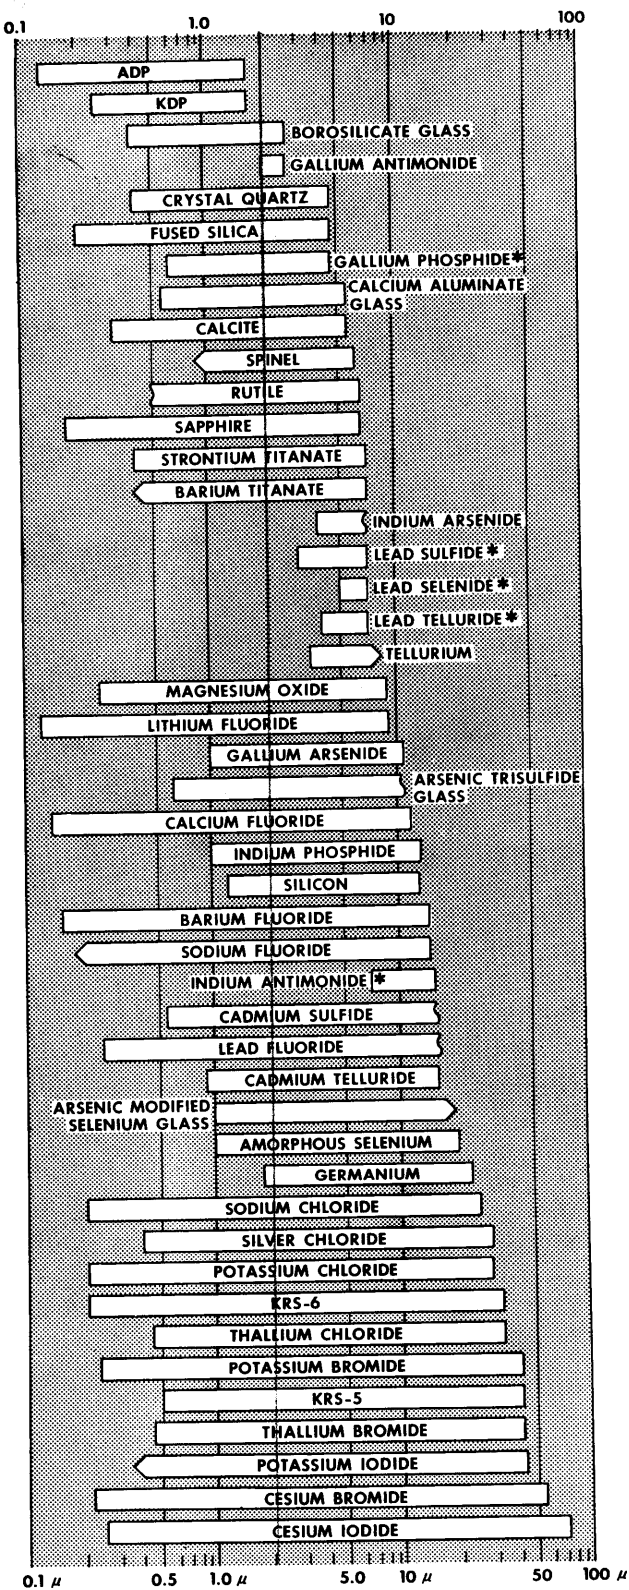 0.1 1.0 10 100
ADP
KDP
BOROSILICATE GLASS
GALLIUM ANTIMONIDE
CRYSTAL QUARTZ
FUSED SILICA
GALLIUM PHOSPHIDE*
CALCIUM ALUMINATE
GLASS
CALCITE
SPINEL
RUTILE
SAPPHIRE
STRONTIUM TITANATE
BARIUM TITANATE
INDIUM ARSENIDE
LEAD SULFIDE*
LEAD SELENIDE*
LEAD TELLURIDE*
TELLURIUM
MAGNESIUM OXIDE
LITHIUM FLUORIDE
GALLIUM ARSENIDE
ARSENIC TRISULFIDE
GLASS
CALCIUM FLUORIDE
INDIUM PHOSPHIDE
SILICON
BARIUM FLUORIDE
SODIUM FLUORIDE
INDIUM ANTIMONIDE *
CADMIUM SULFIDE
LEAD FLUORIDE
CADMIUM TELLURIDE
ARSENIC MODIFIED
SELENIUM GLASS
AMORPHOUS SELENIUM
GERMANIUM
SODIUM CHLORIDE
SILVER CHLORIDE
POTASSIUM CHLORIDE
KRS-6
THALLIUM CHLORIDE
POTASSIUM BROMIDE
KRS-5
THALLIUM BROMIDE
POTASSIUM IODIDE
CESIUM BROMIDE
CESIUM IODIDE
0.1 μ 0.5 1.0 μ 5.0 10 μ 50 100 μ